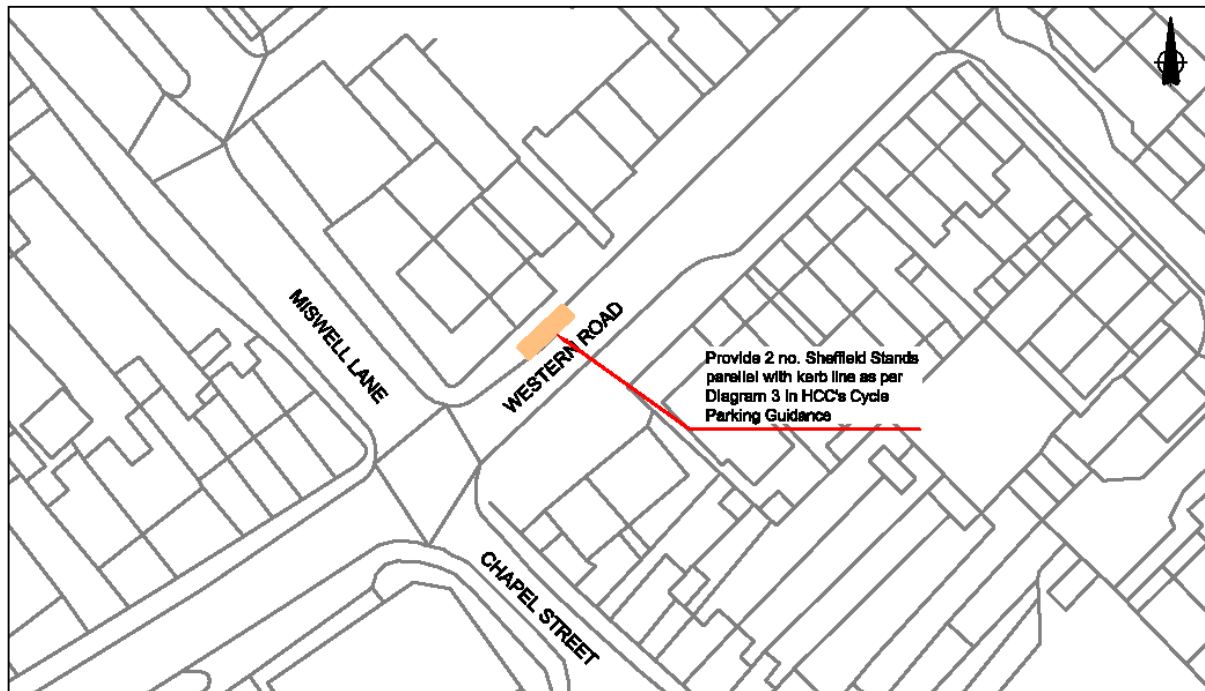 MISWELL LANE
WESTERN ROAD
Provide 2 no. Sheffield Stands
parallel with kerb line as per
Diagram 3 in HCC's Cycle
Parking Guidance
CHAPEL STREET